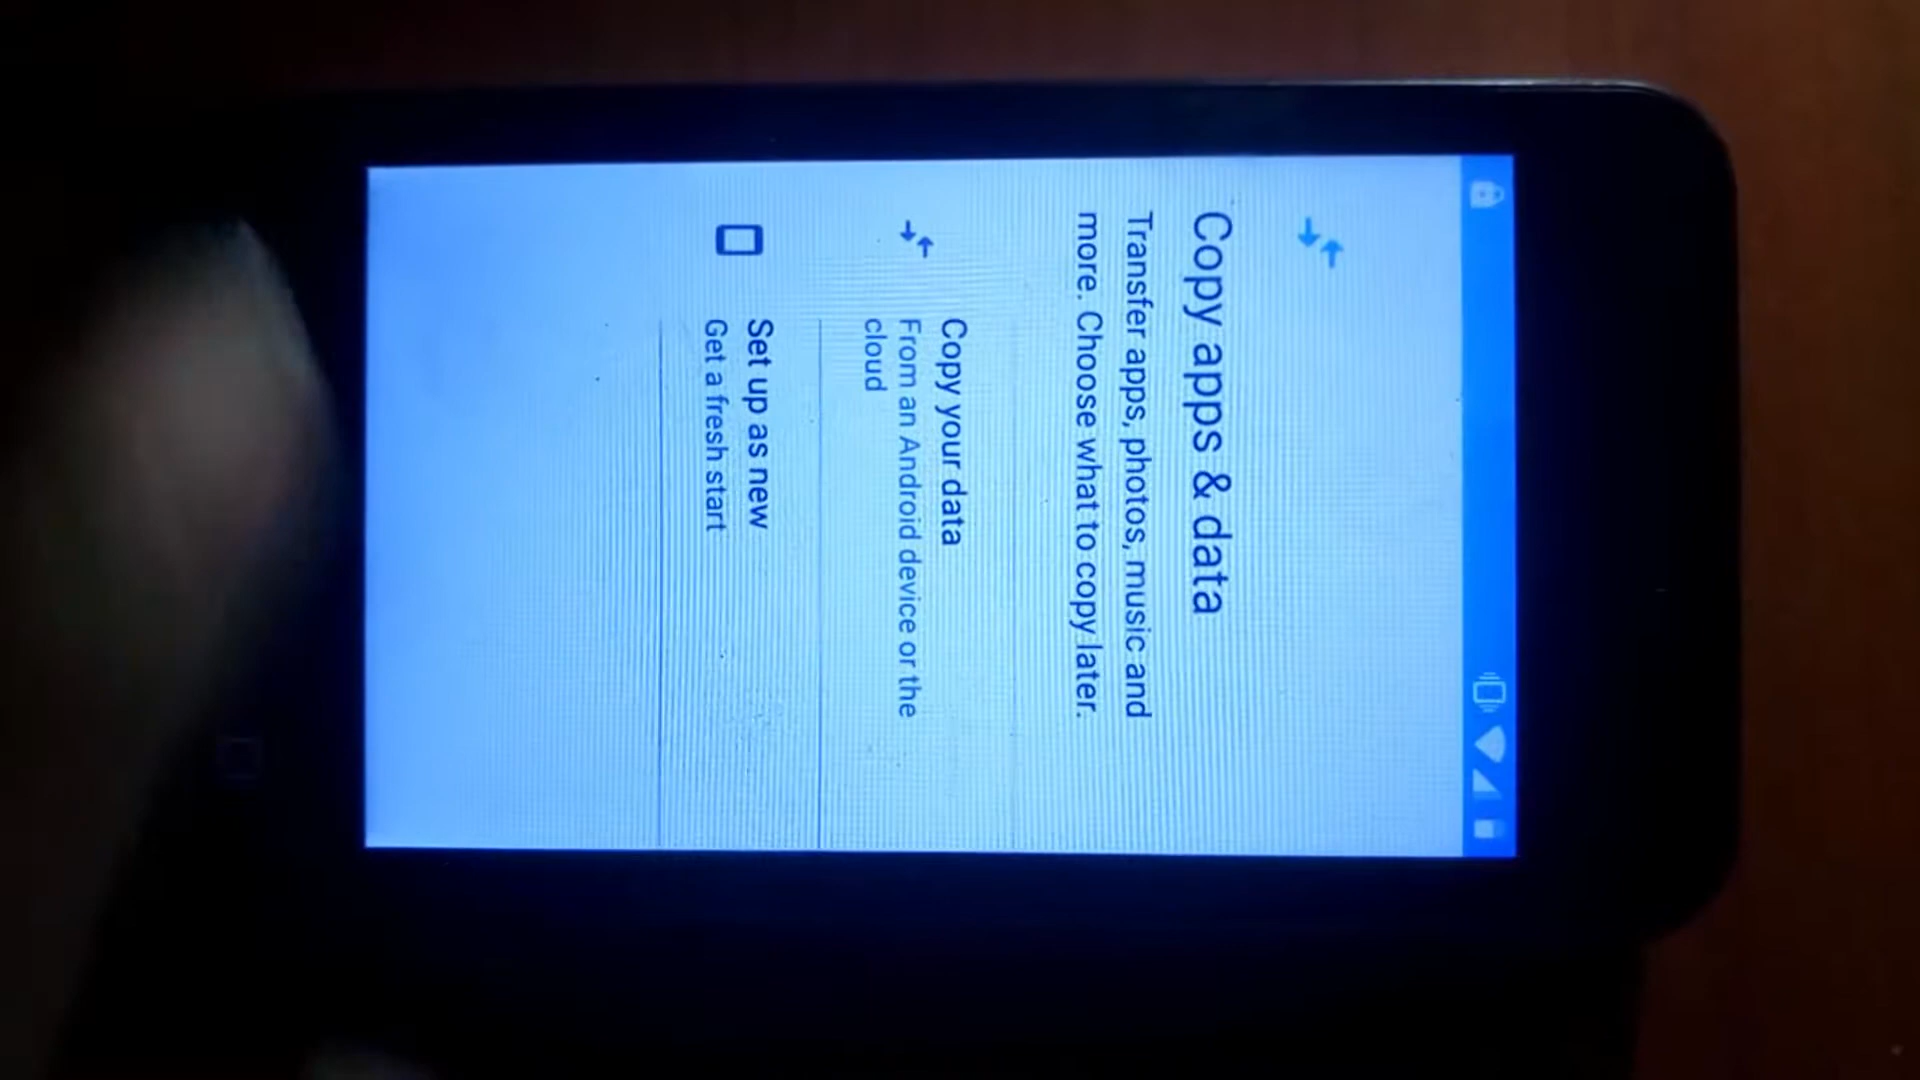 Copy apps & data
Transfer apps, photos, music and
more. Choose what to copy later.
Copy your data
From an Android device or the
cloud
Set up as new
Get a fresh start